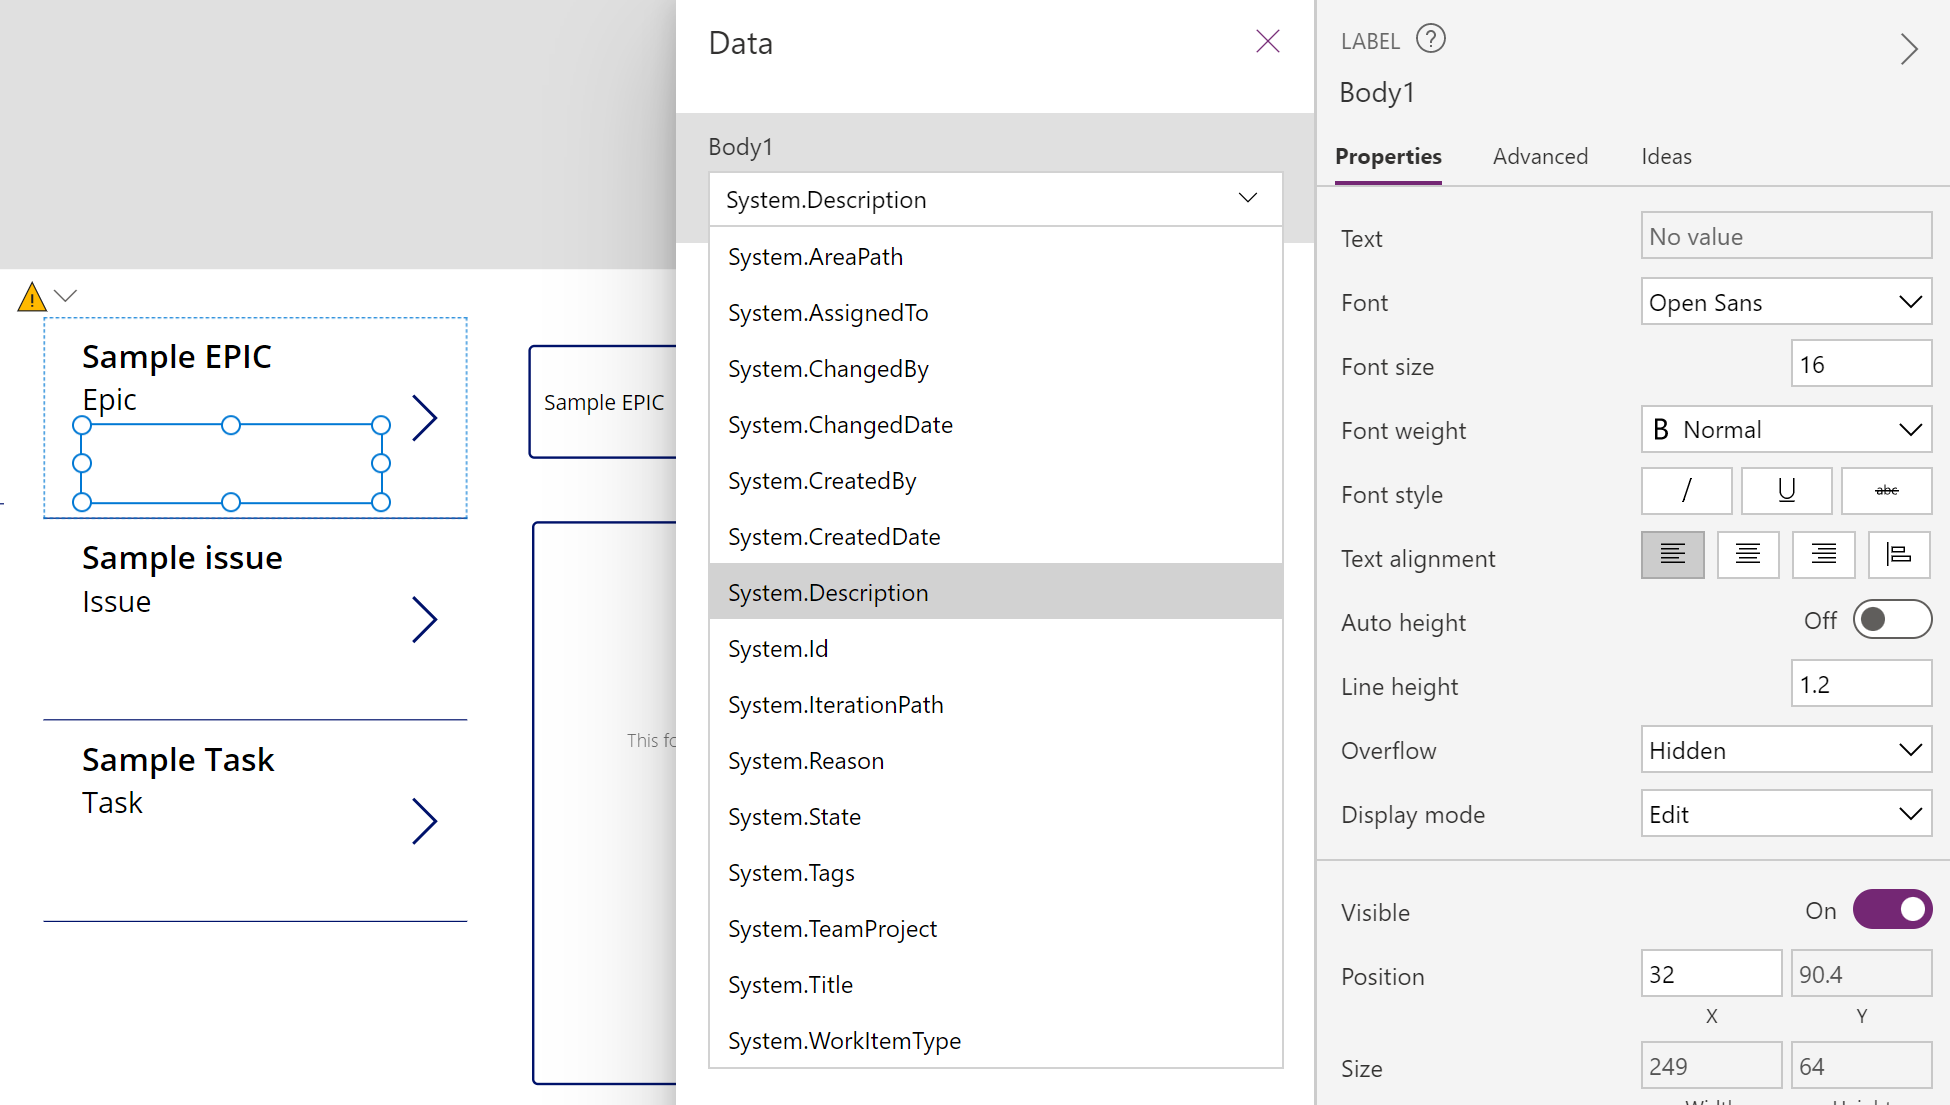 Sample EPIC
Epic
Sample issue
Issue
Sample Task
Task
Sample EPIC
This fo
Data
Body1
System.Description
System.AreaPath
System.AssignedTo
System.ChangedBy
System.ChangedDate
System.CreatedBy
System.CreatedDate
System.Description
System.Id
System.IterationPath
System.Reason
System.State
System.Tags
System.TeamProject
System.Title
System.WorkItemType
LABEL ?
Body1
Properties Advanced Ideas
Text No value
Font Open Sans
Font size 16
Font weight B Normal
Font style / U abc
Text alignment
Auto height Off
Line height 1.2
Overflow Hidden
Display mode Edit
Visible On
Position 32 90.4
X Y
Size 249 64
Width Height